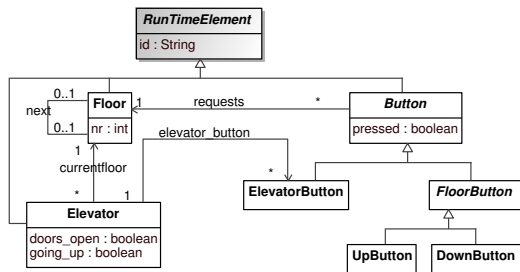 RunTimeElement
id : String
0..1
next
0..1
Floor
nr : int
1
requests
*
Button
pressed : boolean
1
currentfloor
*
elevator_button
1
*
Elevator
doors_open : boolean
going_up : boolean
ElevatorButton
FloorButton
UpButton
DownButton